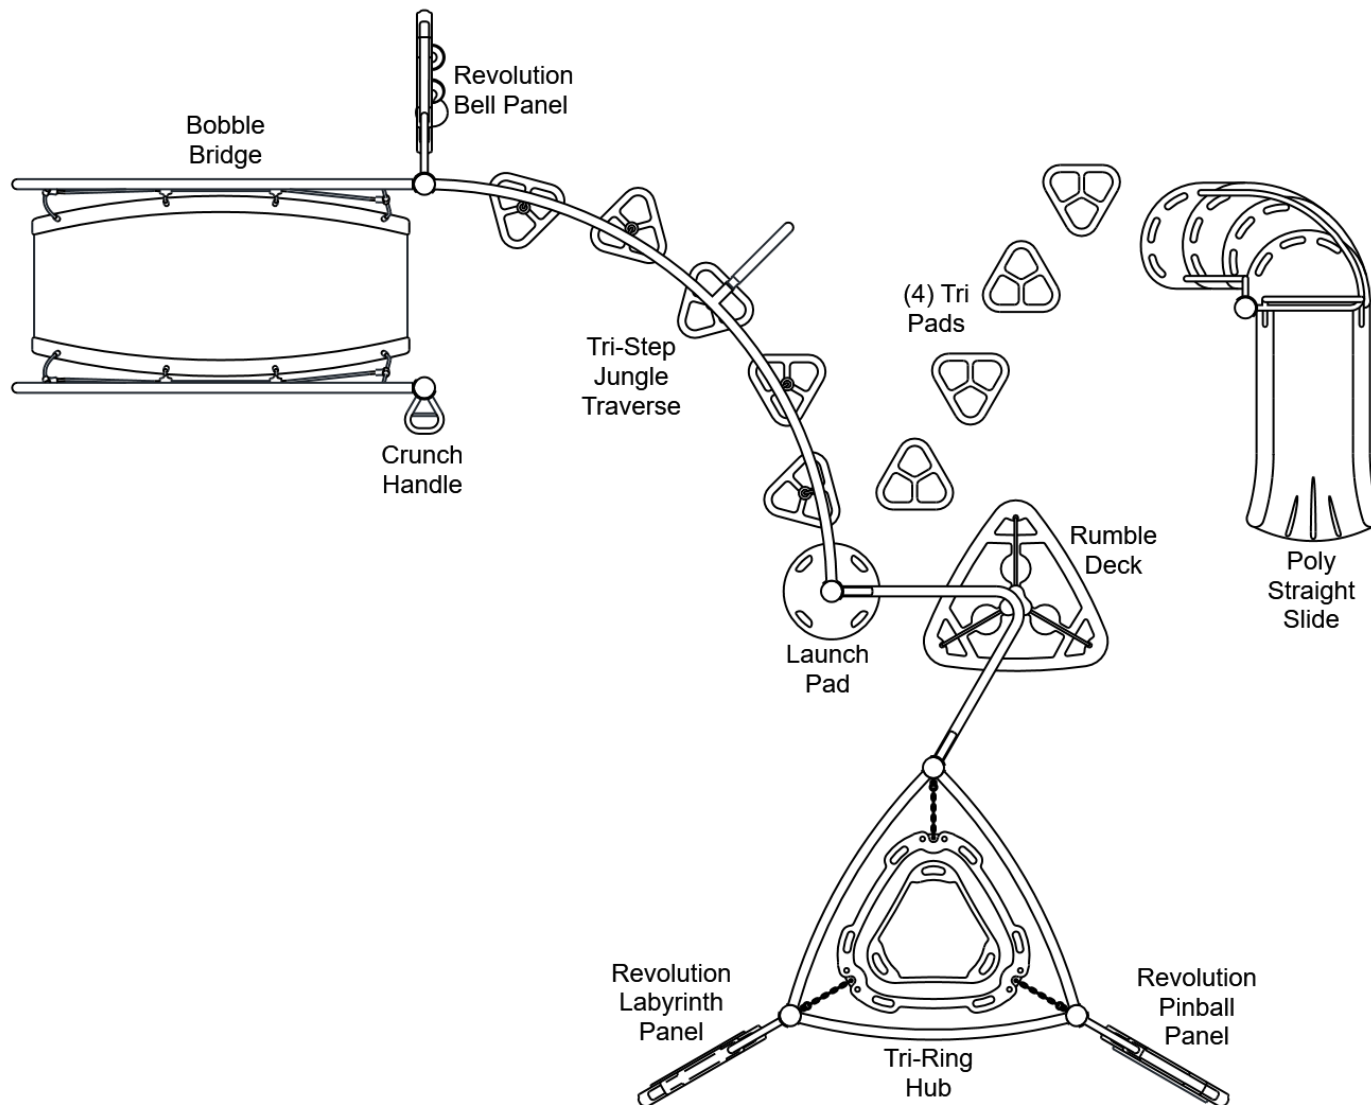 Revolution
Bell Panel
Bobble
Bridge
(4) Tri
Pads
Tri-Step
Jungle
Traverse
Crunch
Handle
Rumble
Deck
Poly
Straight
Slide
Launch
Pad
Revolution
Labyrinth
Panel
Revolution
Pinball
Panel
Tri-Ring
Hub